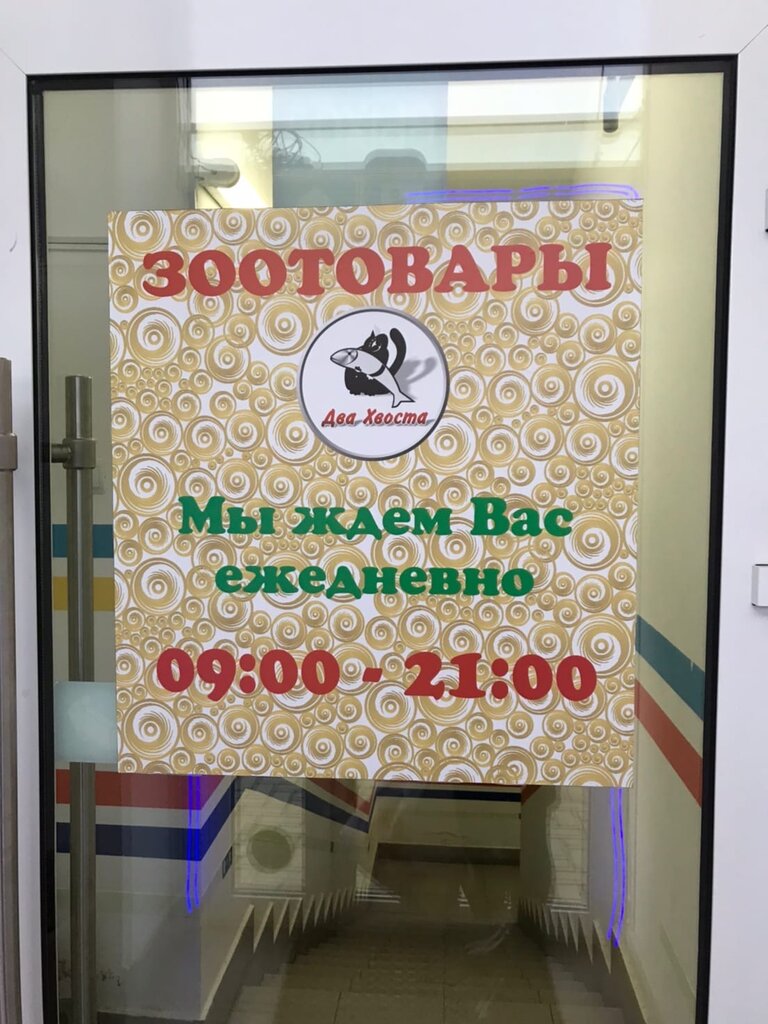 ЗООТОВАРЫ
Два Хвоста
Мы ждем Вас
ежедневно
09:00 - 21:00